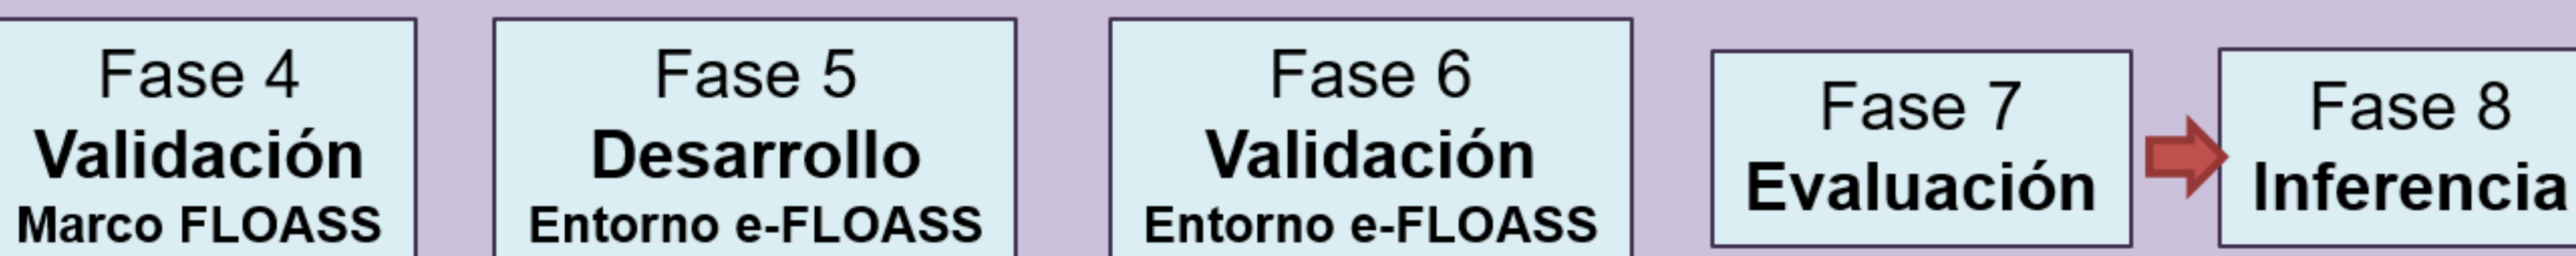 Fase 4
Validación
Marco FLOASS
Fase 5
Desarrollo
Entorno e-FLOASS
Fase 6
Validación
Entorno e-FLOASS
Fase 7
Evaluación
Fase 8
Inferencia